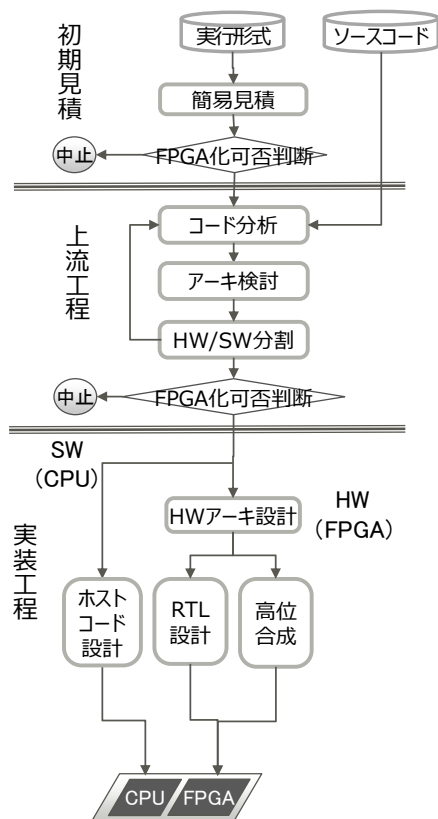 初期見積
実行形式
ソースコード
簡易見積
中止
FPGA化可否判断
上流工程
コード分析
アーキ検討
HW/SW分割
中止
FPGA化可否判断
SW
(CPU)
HWアーキ設計
HW
(FPGA)
実装工程
ホスト
コード
設計
RTL
設計
高位
合成
CPU
FPGA